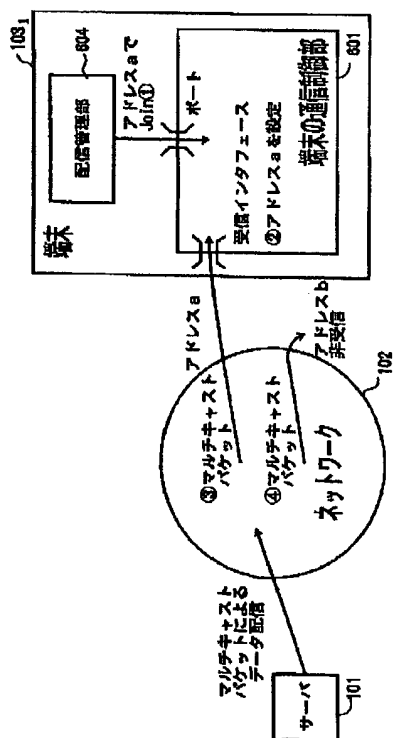 103₁
端末
604
配信管理部
アドレスaで
Join①
ポート
受信インタフェース
②アドレスaを設定
端末の通信制御部
601
アドレスa
③マルチキャスト
パケット
④マルチキャスト
パケット
アドレスb
非受信
ネットワーク
102
マルチキャスト
パケットによる
データ配信
サーバ
101